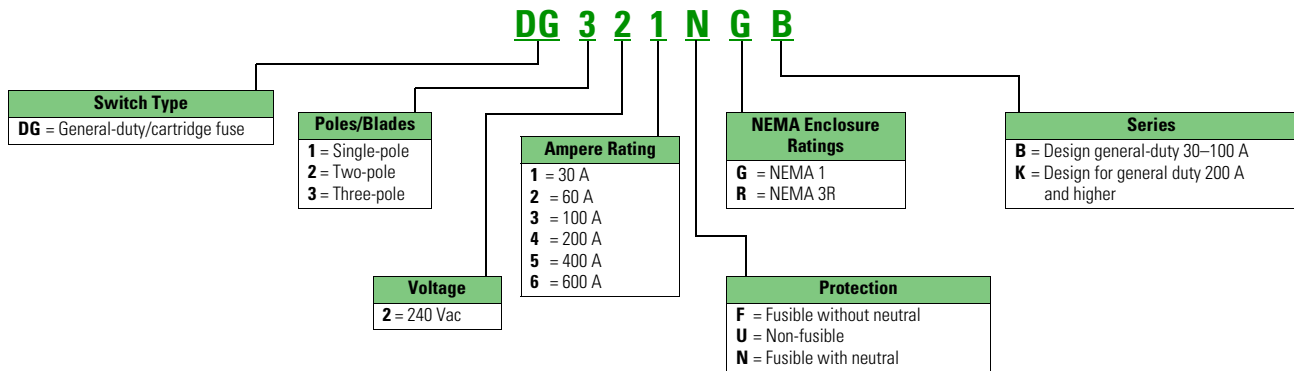 DG 3 2 1 N G B
Switch Type
DG = General-duty/cartridge fuse
Poles/Blades
1 = Single-pole
2 = Two-pole
3 = Three-pole
Voltage
2 = 240 Vac
Ampere Rating
1 = 30 A
2 = 60 A
3 = 100 A
4 = 200 A
5 = 400 A
6 = 600 A
NEMA Enclosure
Ratings
G = NEMA 1
R = NEMA 3R
Protection
F = Fusible without neutral
U = Non-fusible
N = Fusible with neutral
Series
B = Design general-duty 30–100 A
K = Design for general duty 200 A
and higher